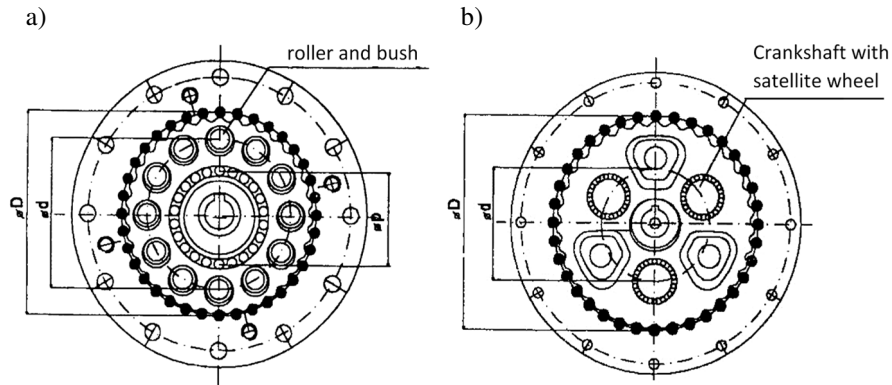 a)
roller and bush
øD
ød
øp
b)
Crankshaft with
satellite wheel
øD
ød